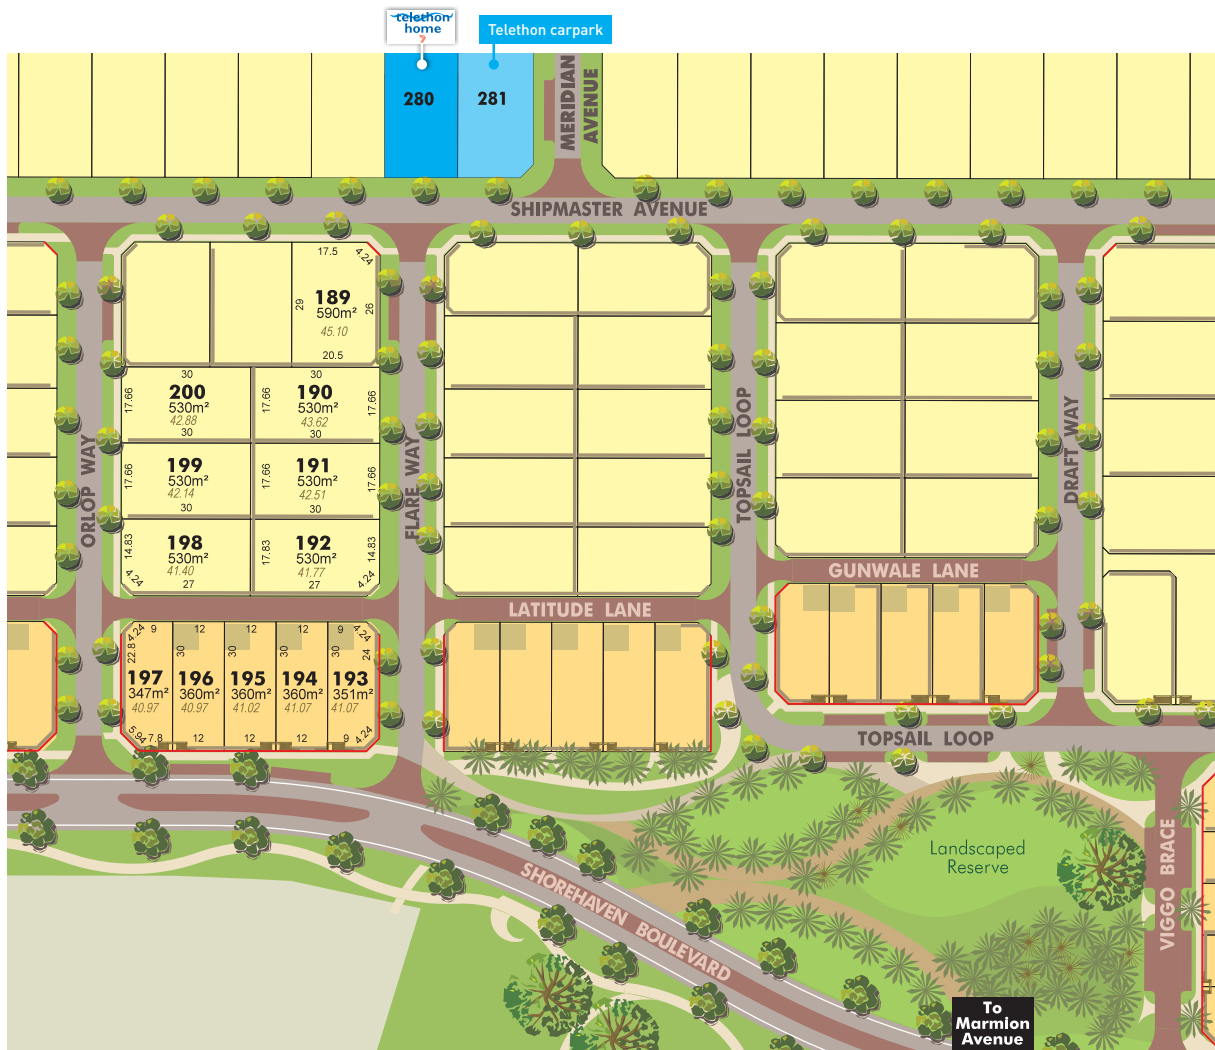 telethon
home
7
Telethon carpark
280
281
MERIDIAN
AVENUE
SHIPMASTER AVENUE
17.5
4.24
29
189
590m²
26
45.10
20.5
30
30
17.66
200
530m²
42.88
30
17.66
190
530m²
43.62
30
17.66
17.66
199
530m²
42.14
30
17.66
191
530m²
42.51
30
17.66
14.83
198
530m²
41.40
27
4.24
17.83
192
530m²
41.77
27
14.83
4.24
ORLOP WAY
FLARE WAY
TOPSAIL LOOP
DRAFT WAY
GUNWALE LANE
LATITUDE LANE
4.24
9
12
12
12
9
4.24
22.8
30
30
30
30
24
197
347m²
40.97
196
360m²
40.97
195
360m²
41.02
194
360m²
41.07
193
351m²
41.07
5.94
7.8
12
12
12
9
4.24
TOPSAIL LOOP
Landscaped
Reserve
VIGGO BRACE
SHOREHAVEN BOULEVARD
To
Marmion
Avenue